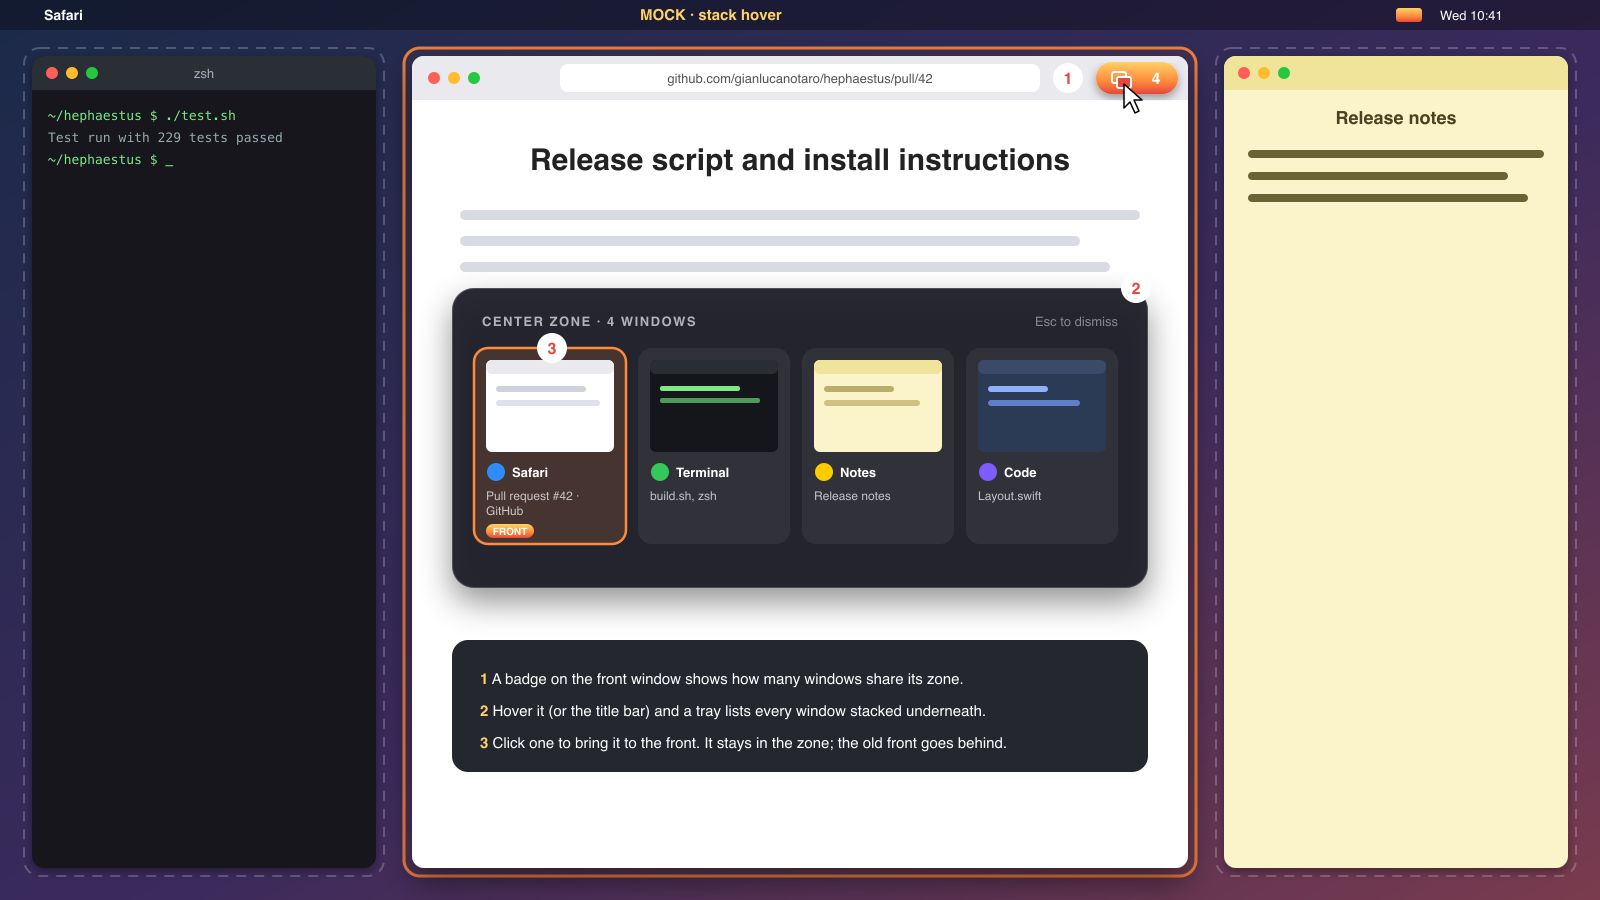 Safari
MOCK · stack hover
Wed 10:41
zsh
~/hephaestus $ ./test.sh
Test run with 229 tests passed
~/hephaestus $ _
github.com/gianlucanotaro/hephaestus/pull/42
1
4
Release script and install instructions
2
CENTER ZONE · 4 WINDOWS
Esc to dismiss
3
Safari
Pull request #42 ·
GitHub
FRONT
Terminal
build.sh, zsh
Notes
Release notes
Code
Layout.swift
1 A badge on the front window shows how many windows share its zone.
2 Hover it (or the title bar) and a tray lists every window stacked underneath.
3 Click one to bring it to the front. It stays in the zone; the old front goes behind.
Release notes